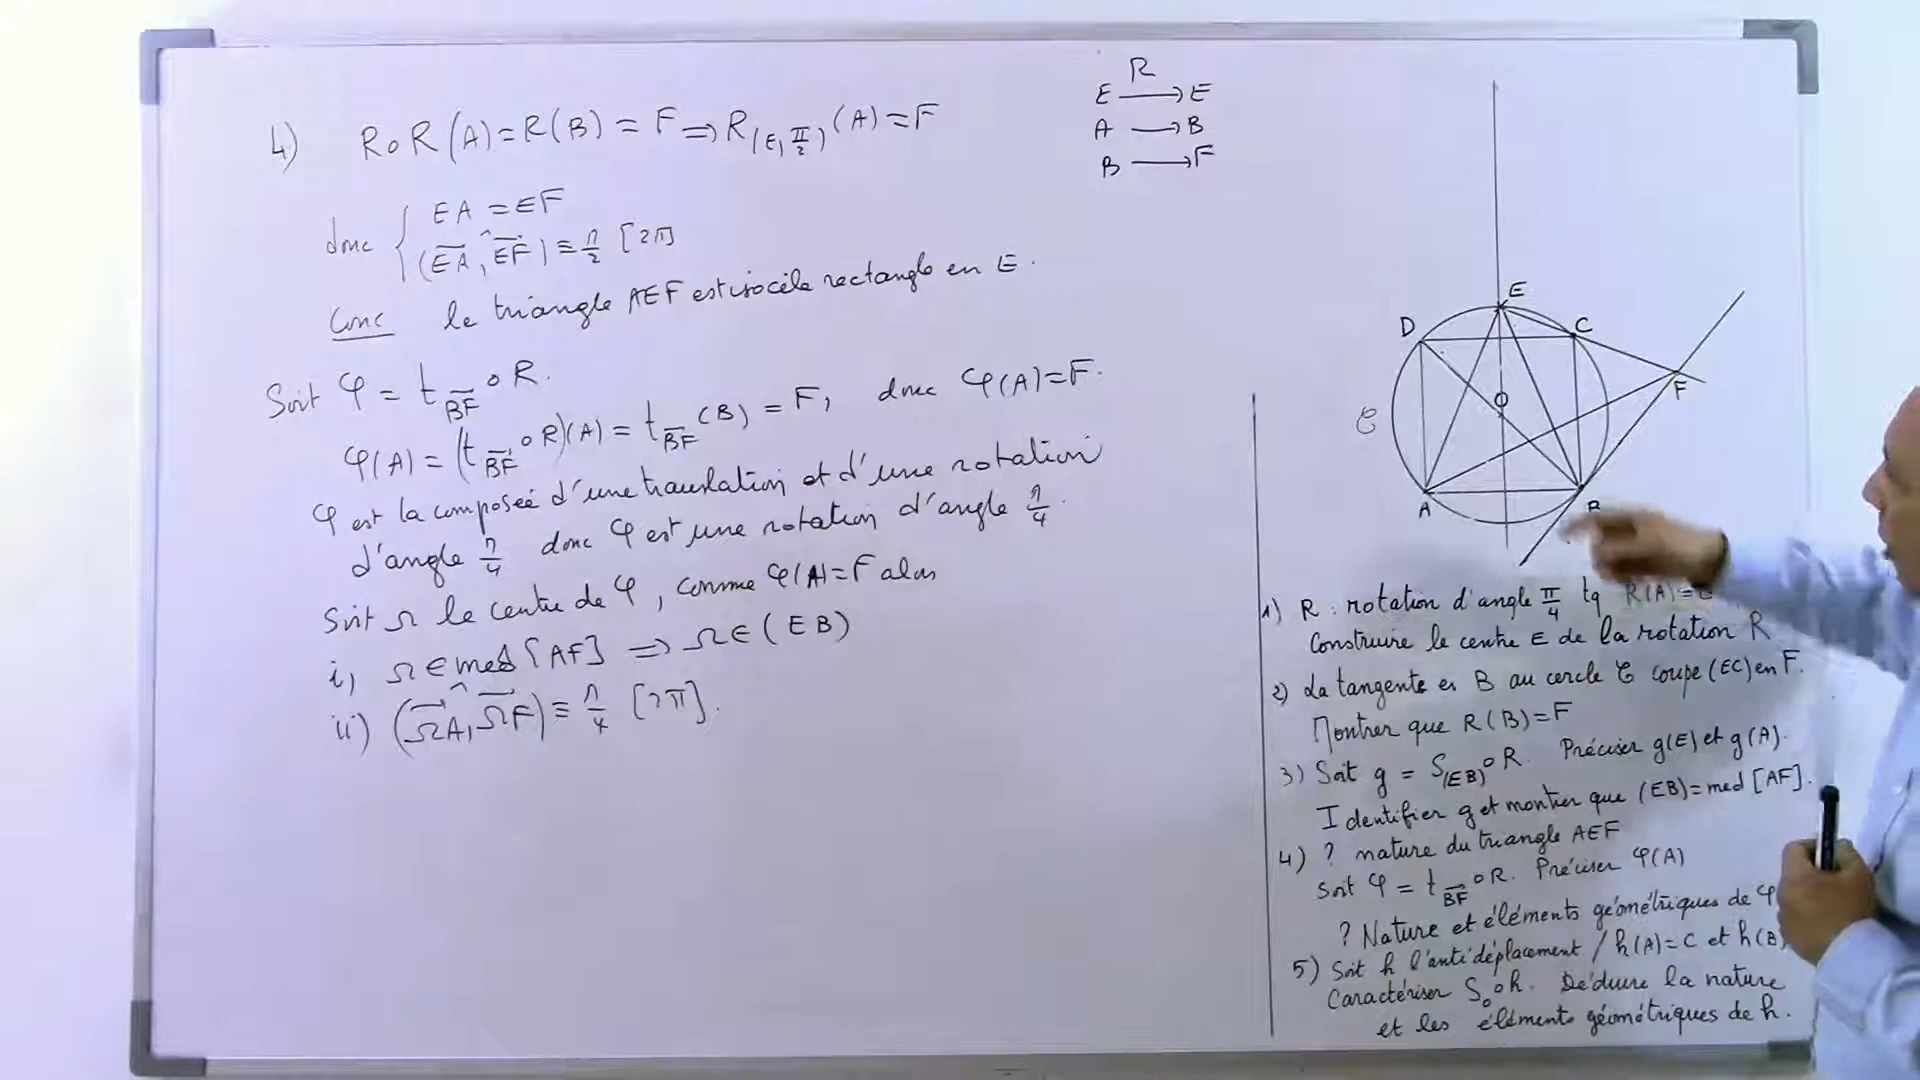 4) RoR(A) = R(B) = F ⇒ R(E, π/2) (A) = F
donc { EA = EF
(EA, EF) ≡ π/2 [2π]
Conc le triangle AEF est isocèle rectangle en E.
Soit φ = t BF o R.
φ(A) = (t BF o R)(A) = t BF (B) = F, donc φ(A) = F.
φ est la composée d'une translation et d'une rotation
d'angle π/4 donc φ est une rotation d'angle π/4.
Soit Ω le centre de φ, comme φ(A) = F alors
i) Ω ∈ med [AF] ⇒ Ω ∈ (EB)
ii) (ΩA, ΩF) ≡ π/4 [2π].
R
E → E
A → B
B → F
E
D
C
O
F
C
A
B
1) R : rotation d'angle π/4 tq R(A) =
Construire le centre E de la rotation R
2) La tangente en B au cercle C coupe (EC) en F.
Montrer que R(B) = F
3) Soit g = S(EB) o R. Préciser g(E) et g(A).
Identifier g et montrer que (EB) = med [AF].
4) ? nature du triangle AEF
Soit φ = t BF o R. Préciser φ(A)
? Nature et éléments géométriques de φ
5) Soit h l'antidéplacement / h(A) = C et h(B)
Caractériser S O o h. Déduire la nature
et les éléments géométriques de h.